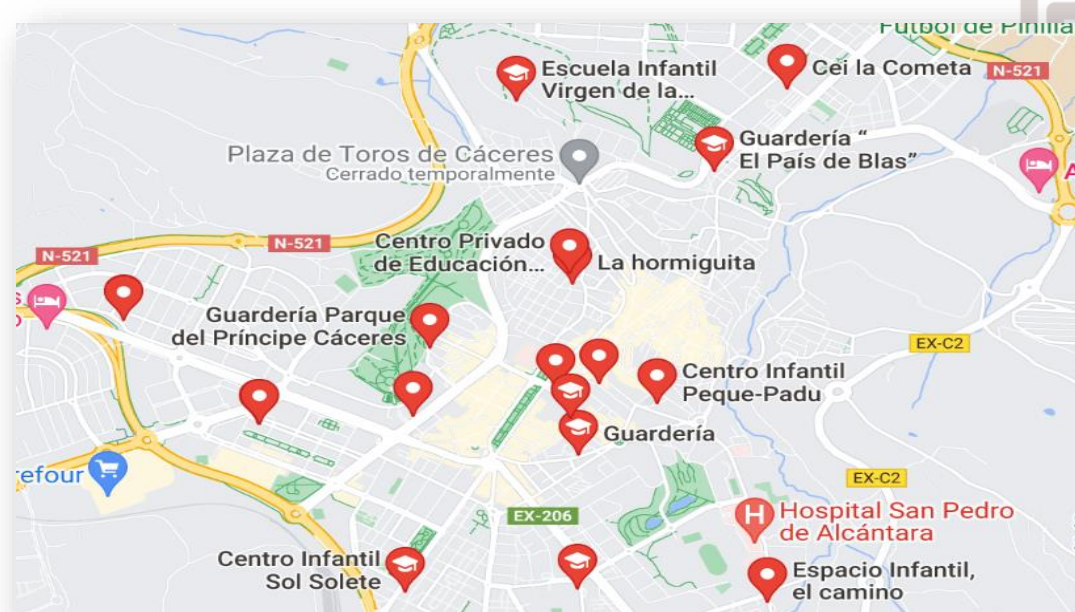 Futbol de Pinilla
Escuela Infantil
Virgen de la...
Cei la Cometa
N-521
Guardería “
El País de Blas”
Plaza de Toros de Cáceres
Cerrado temporalmente
A
N-521
N-521
Centro Privado
de Educación...
La hormiguita
Guardería Parque
del Príncipe Cáceres
EX-C2
Centro Infantil
Peque-Padu
Guardería
refour
EX-C2
EX-206
H
Hospital San Pedro
de Alcántara
Centro Infantil
Sol Solete
Espacio Infantil,
el camino